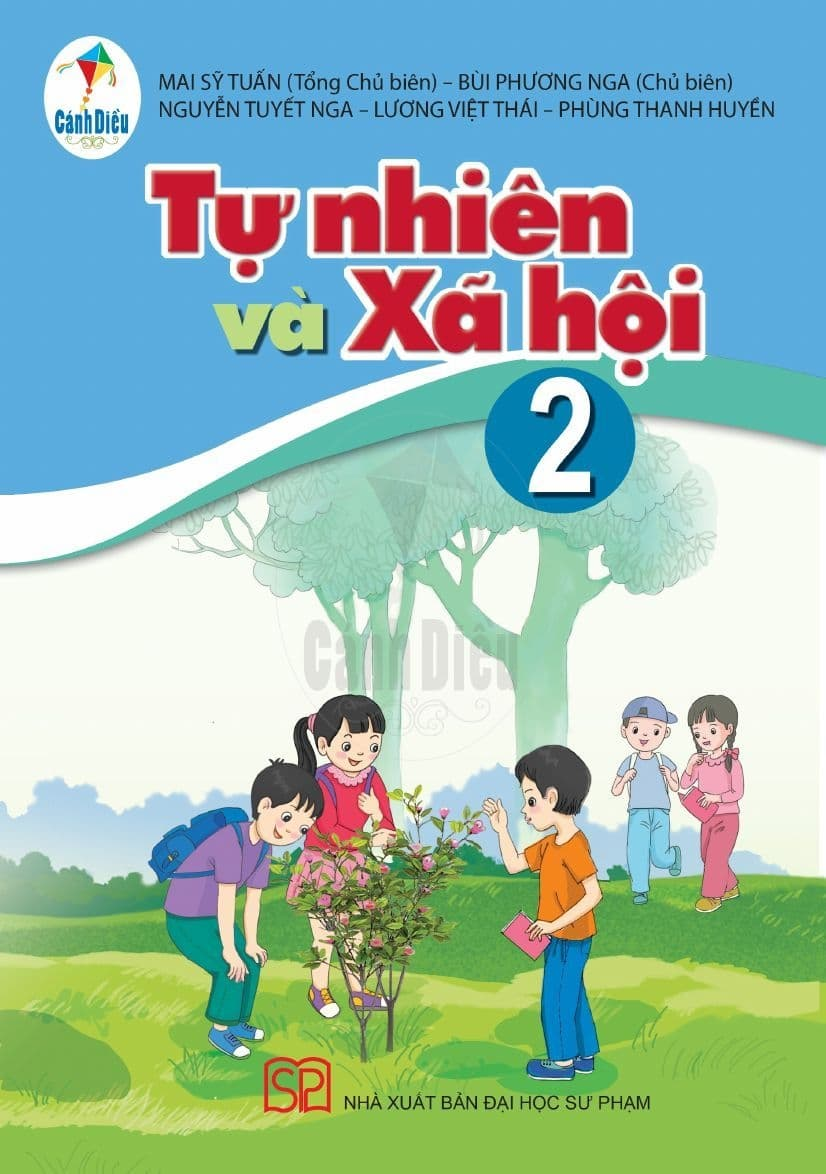 Cánh Diều
MAI SỸ TUẤN (Tổng Chủ biên) – BÙI PHƯƠNG NGA (Chủ biên)
NGUYỄN TUYẾT NGA – LƯƠNG VIỆT THÁI – PHÙNG THANH HUYỀN
Tự nhiên
và Xã hội
2
Cánh Diều
SP
NHÀ XUẤT BẢN ĐẠI HỌC SƯ PHẠM